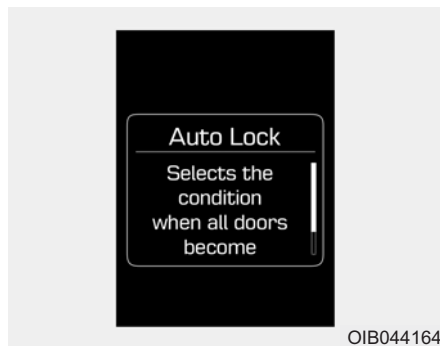 Auto Lock
Selects the
condition
when all doors
become
OIB044164